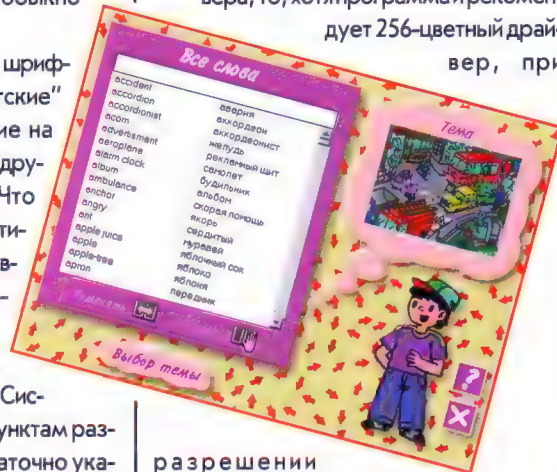 вера, то, хотя программа и рекомен-
дует 256-цветный драй-
вер, при
шриф-
тские"
ие на
дру-
Что
ти-
в-
-
Сис-
унктам раз-
аточно ука-
Все слова
accident авария
accordion аккордеон
accordionist аккордеонист
acorn желудь
adversment рекламный щит
aeroplane самолет
alarm clock будильник
album альбом
ambulance скорая помощь
anchor якорь
angry сердитый
ant муравей
apple juice яблочный сок
apple яблоко
apple-tree яблоня
apron передник
Показать
Выбор темы
Тема
?
X
разрешении